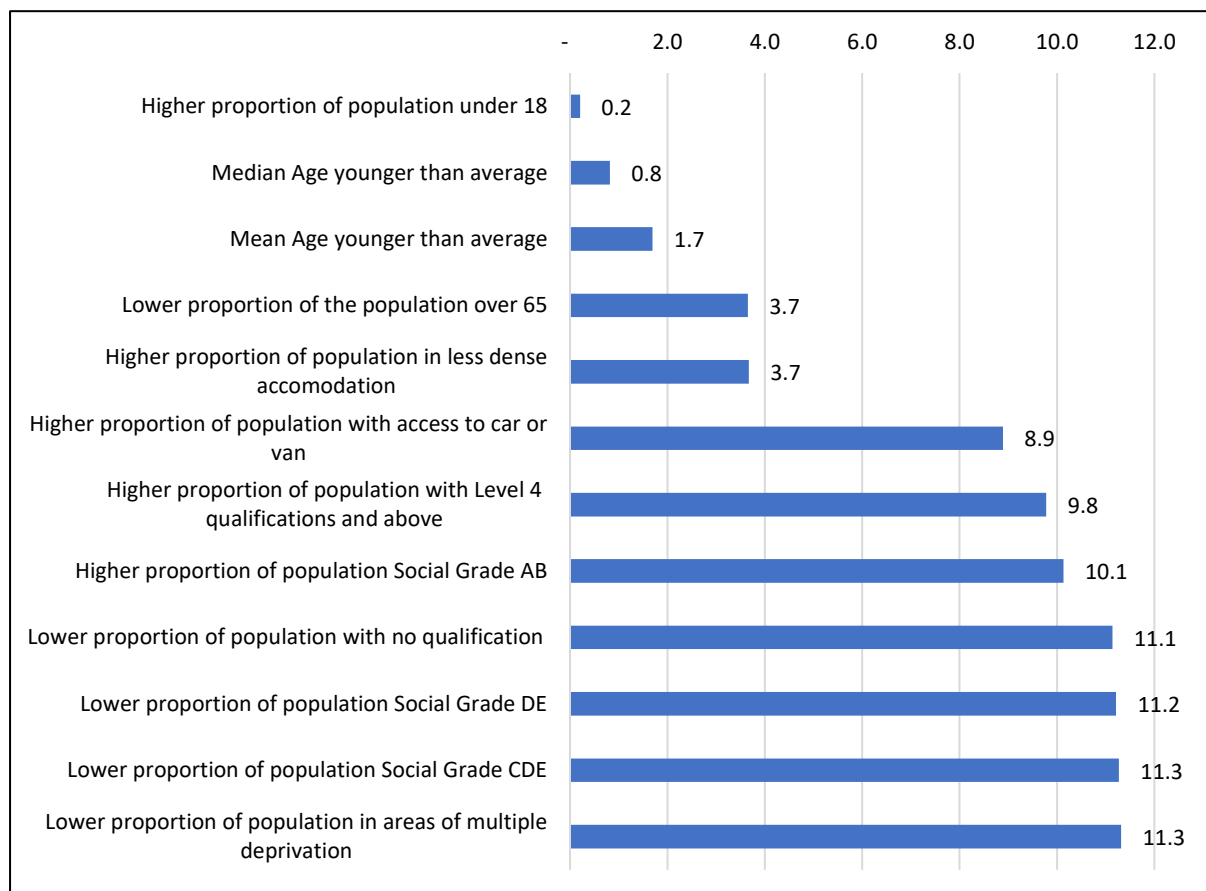 - 2.0 4.0 6.0 8.0 10.0 12.0
Higher proportion of population under 18 0.2
Median Age younger than average 0.8
Mean Age younger than average 1.7
Lower proportion of the population over 65 3.7
Higher proportion of population in less dense
accomodation 3.7
Higher proportion of population with access to car or
van 8.9
Higher proportion of population with Level 4
qualifications and above 9.8
Higher proportion of population Social Grade AB 10.1
Lower proportion of population with no qualification 11.1
Lower proportion of population Social Grade DE 11.2
Lower proportion of population Social Grade CDE 11.3
Lower proportion of population in areas of multiple
deprivation 11.3